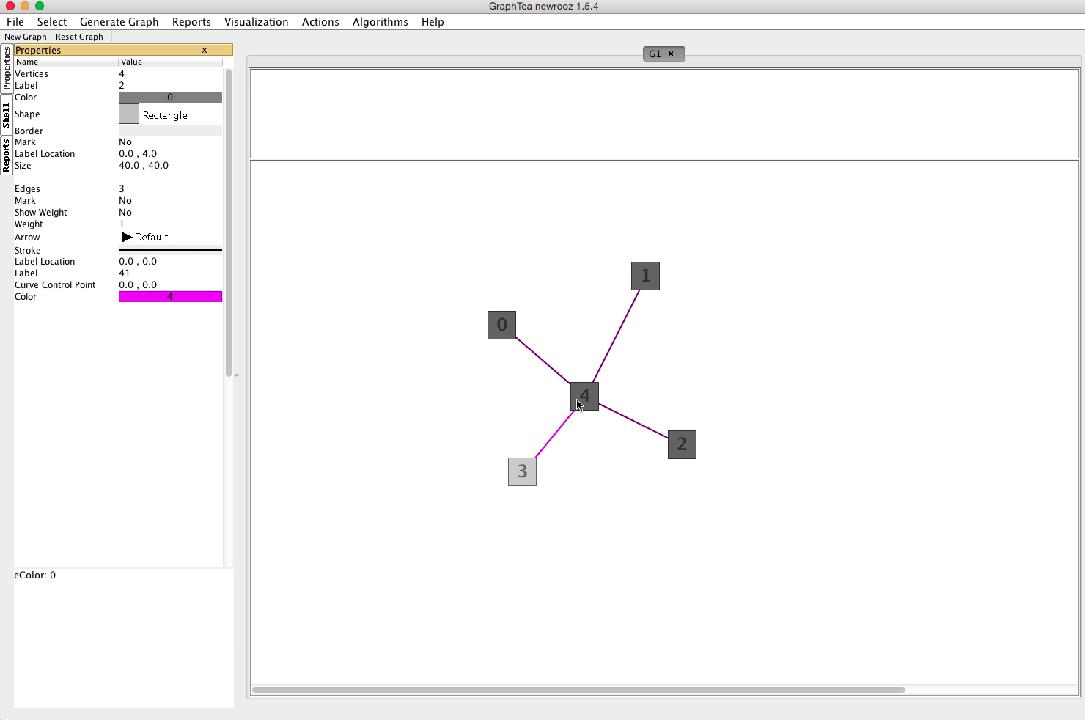 GraphTea newrooz 1.6.4
File Select Generate Graph Reports Visualization Actions Algorithms Help
New Graph Reset Graph
Properties x
G1 ×
Name Value
Vertices 4
Label 2
Color 0
Shape Rectangle
Border
Mark No
Label Location 0.0 , 4.0
Size 40.0 , 40.0
Edges 3
Mark No
Show Weight No
Weight 1
Arrow Default
Stroke
Label Location 0.0 , 0.0
Label 41
Curve Control Point 0.0 , 0.0
Color 4
Properties
Shell
Reports
1
0
4
2
3
eColor: 0